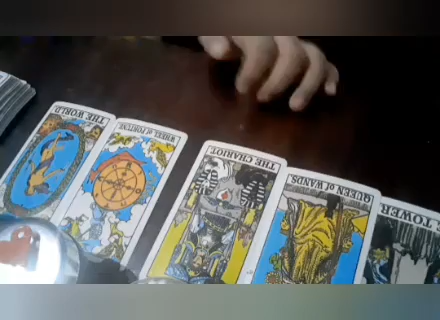 THE WORLD.
WHEEL of FORTUNE.
THE CHARIOT.
QUEEN of WANDS.
TOWER.